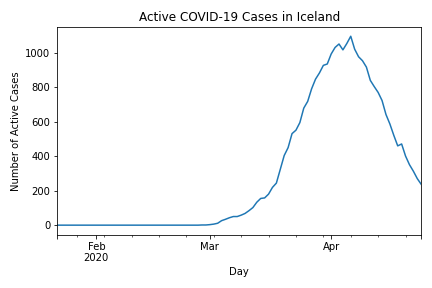 Active COVID-19 Cases in Iceland
Number of Active Cases
1000
800
600
400
200
0
Feb
2020
Mar
Apr
Day